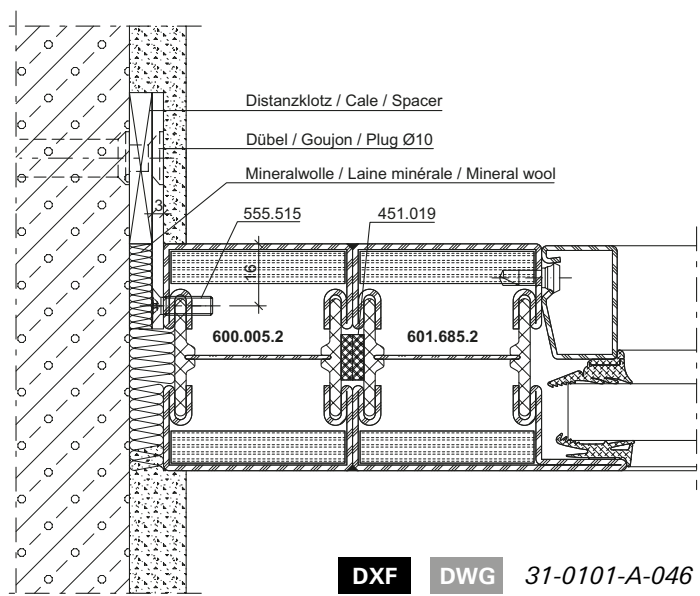 Distanzklotz / Cale / Spacer
Dübel / Goujon / Plug Ø10
Mineralwolle / Laine minérale / Mineral wool
3
555.515
451.019
16
600.005.2
601.685.2
DXF DWG 31-0101-A-046